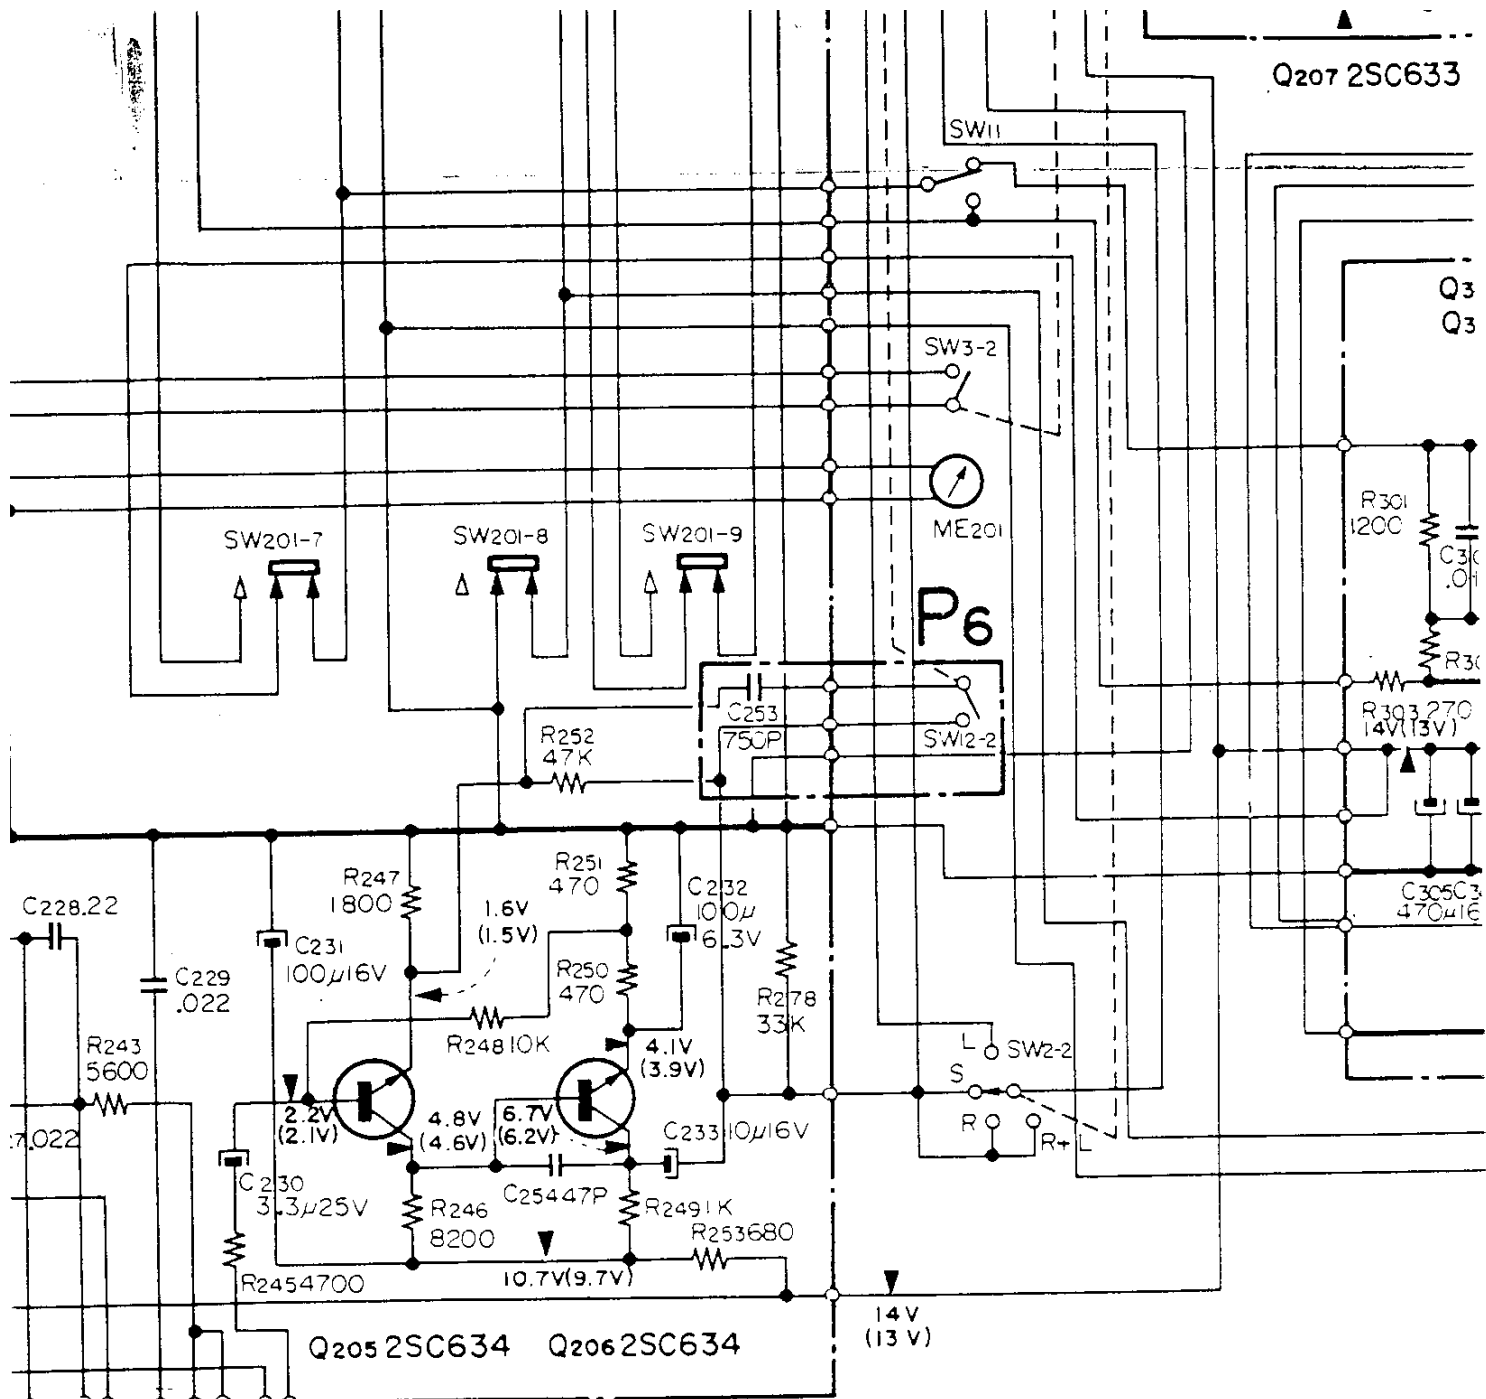 Q207 2SC633
SW11
Q3
Q3
SW3-2
R301
1200
ME201
SW201-7
SW201-8
SW201-9
P6
C253
750P
SW12-2
R303 270
14V(13V)
R252
47K
R251
470
R247
1800
C232
100µ
6.3V
C228 .22
1.6V
(1.5V)
C231
100µ16V
C229
.022
R250
470
R278
33K
C305
470µ16
R248 10K
R243
5600
4.1V
(3.9V)
L
SW2-2
S
R
R+L
2.2V
(2.1V)
4.8V
(4.6V)
6.7V
(6.2V)
C233 10µ16V
7.022
C230
3.3µ25V
C254 47P
R246
8200
R249 1K
R253 680
R245 4700
10.7V(9.7V)
14V
(13V)
Q205 2SC634
Q206 2SC634